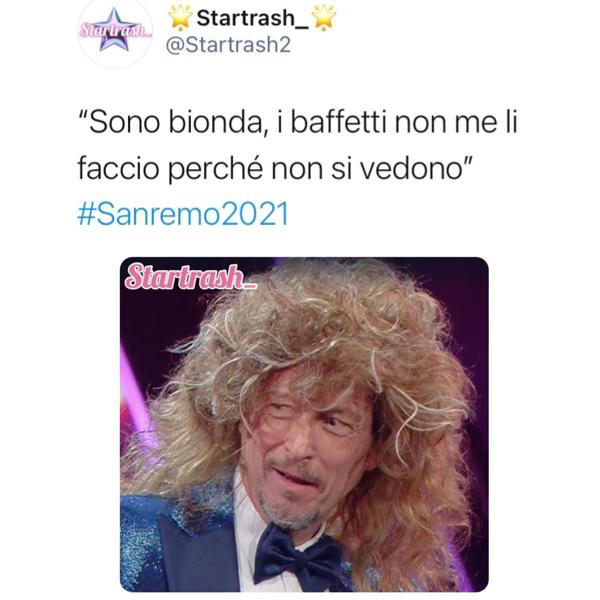 Startrash_
🌟Startrash_🌟
@Startrash2
“Sono bionda, i baffetti non me li
faccio perché non si vedono”
#Sanremo2021
Startrash_